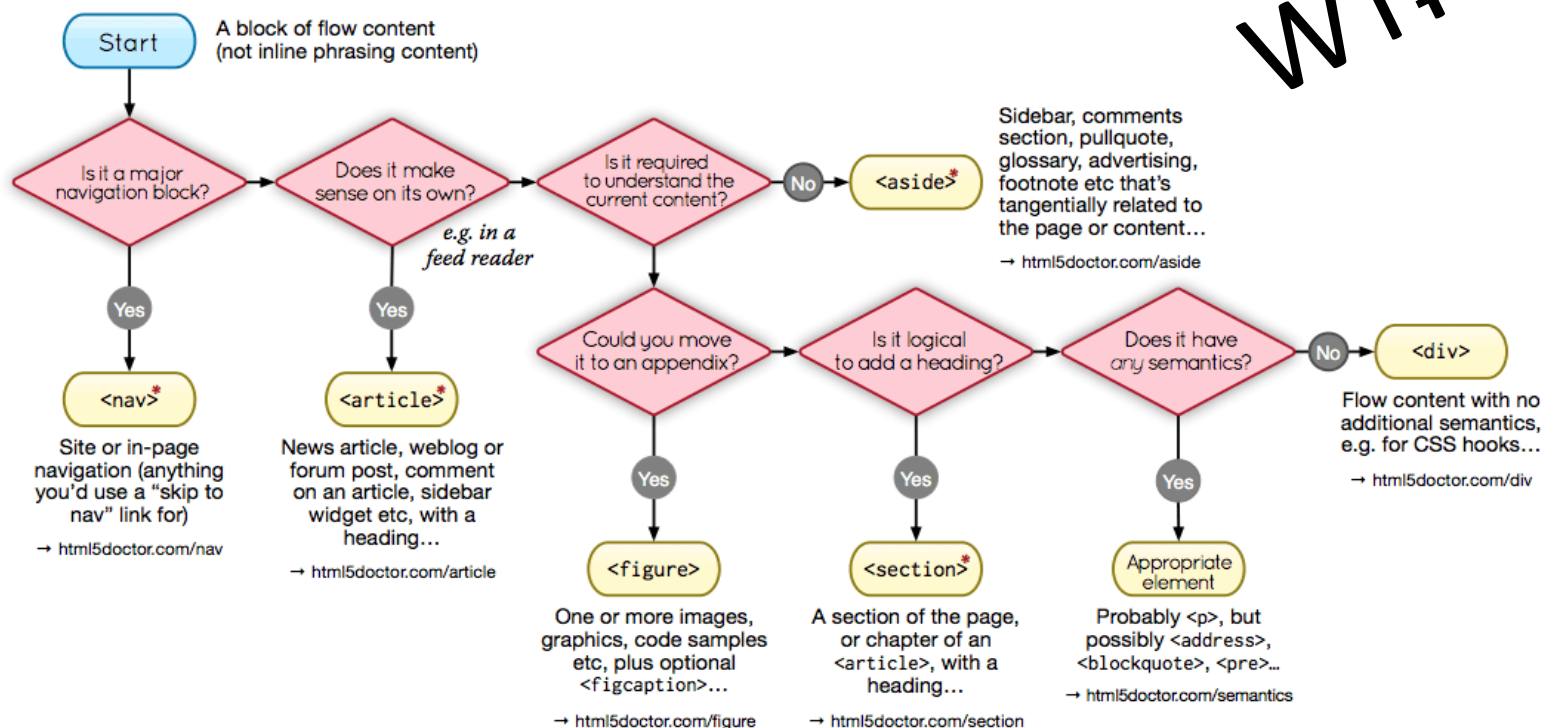 Start
A block of flow content
(not inline phrasing content)
Is it a major
navigation block?
Does it make
sense on its own?
e.g. in a
feed reader
Is it required
to understand the
current content?
No
<aside>*
Sidebar, comments
section, pullquote,
glossary, advertising,
footnote etc that's
tangentially related to
the page or content…
→ html5doctor.com/aside
Yes
<nav>*
Site or in-page
navigation (anything
you'd use a "skip to
nav" link for)
→ html5doctor.com/nav
Yes
<article>*
News article, weblog or
forum post, comment
on an article, sidebar
widget etc, with a
heading…
→ html5doctor.com/article
Could you move
it to an appendix?
Yes
<figure>
One or more images,
graphics, code samples
etc, plus optional
<figcaption>…
→ html5doctor.com/figure
Is it logical
to add a heading?
Yes
<section>*
A section of the page,
or chapter of an
<article>, with a
heading…
→ html5doctor.com/section
Does it have
any semantics?
Yes
Appropriate
element
Probably <p>, but
possibly <address>,
<blockquote>, <pre>…
→ html5doctor.com/semantics
No
<div>
Flow content with no
additional semantics,
e.g. for CSS hooks…
→ html5doctor.com/div